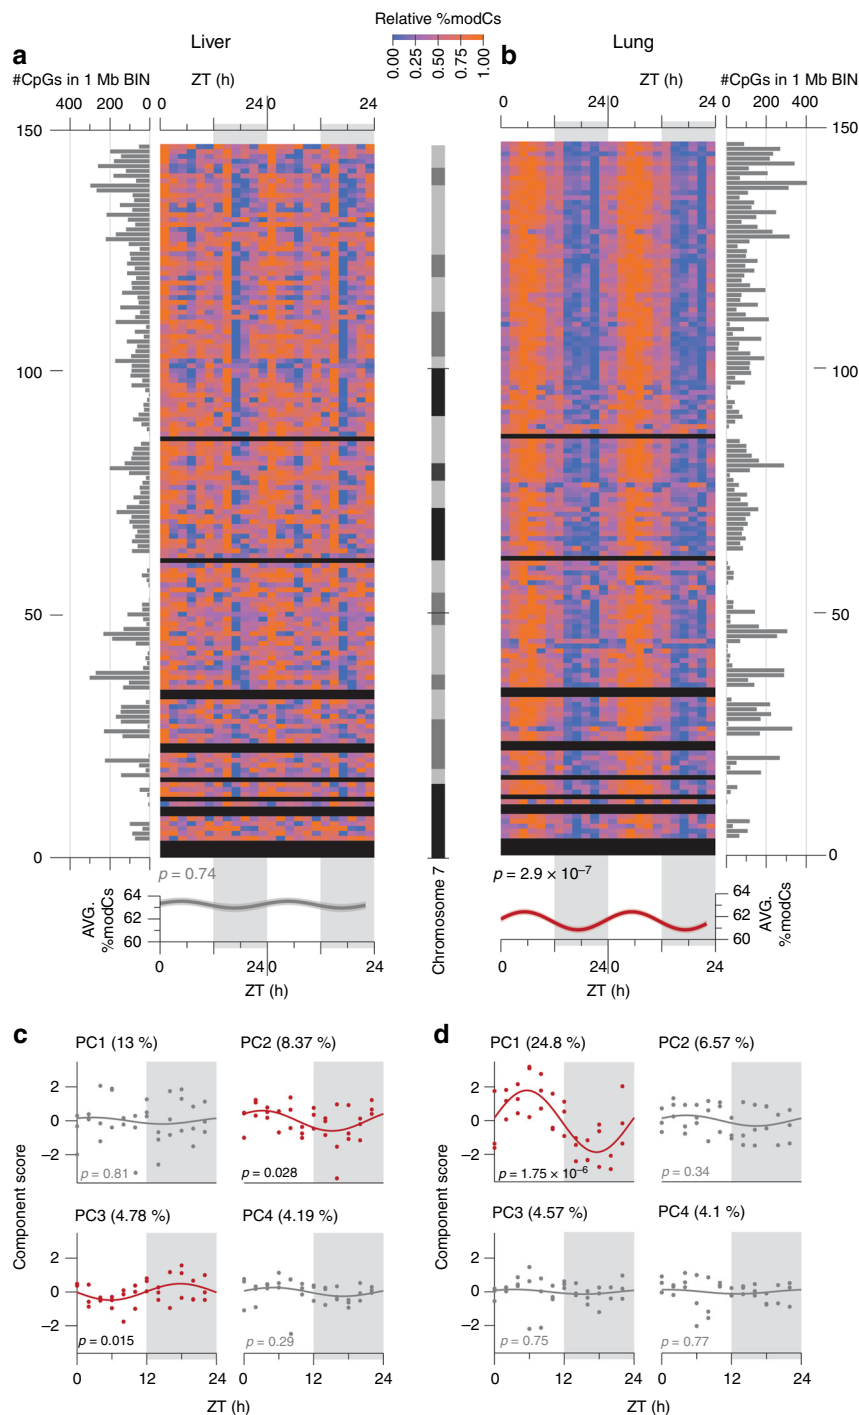 Relative %modCs
a
Liver
0.00 0.25 0.50 0.75 1.00
b
Lung
#CpGs in 1 Mb BIN
ZT (h)
ZT (h)
#CpGs in 1 Mb BIN
400 200 0
0 24 0 24
0 24 0 24
0 200 400
150
150
100
100
50
50
0
0
Chromosome 7
p = 0.74
p = 2.9 × 10−7
AVG. %modCs
64
62
60
64
62
60
AVG. %modCs
0 24 0 24
ZT (h)
0 24 0 24
ZT (h)
c
PC1 (13 %)
PC2 (8.37 %)
Component score
2
0
−2
p = 0.81
p = 0.028
PC3 (4.78 %)
PC4 (4.19 %)
2
0
−2
p = 0.015
p = 0.29
0 12 24
0 12 24
ZT (h)
d
PC1 (24.8 %)
PC2 (6.57 %)
Component score
2
0
−2
p = 1.75 × 10−6
p = 0.34
PC3 (4.57 %)
PC4 (4.1 %)
2
0
−2
p = 0.75
p = 0.77
0 12 24
0 12 24
ZT (h)